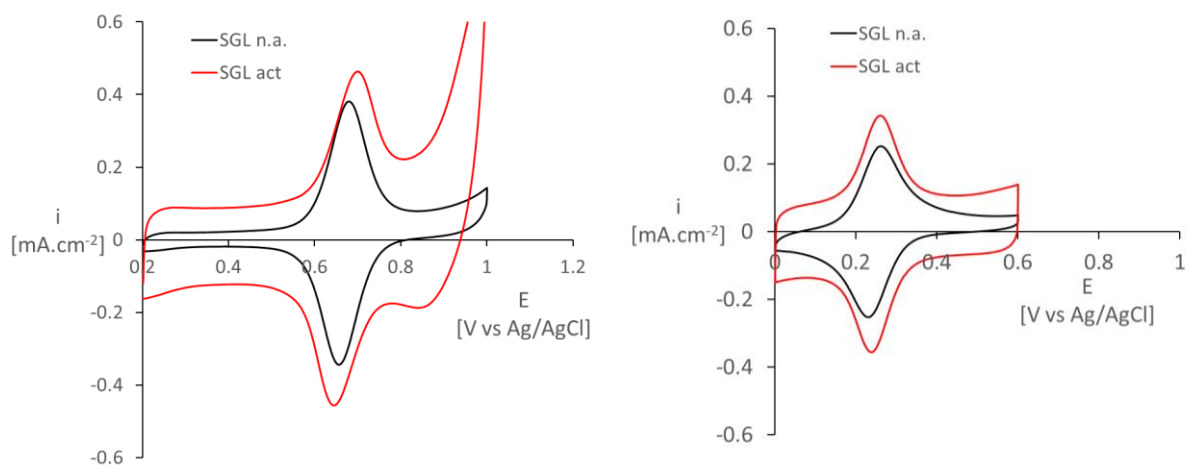 0.6
SGL n.a.
SGL act
0.4
0.2
i
[mA.cm-2]
0
0.2 0.4 0.6 0.8 1 1.2
-0.2
E
[V vs Ag/AgCl]
-0.4
-0.6
0.6
SGL n.a.
SGL act
0.4
0.2
i
[mA.cm-2]
0
0 0.2 0.4 0.6 0.8 1
-0.2
E
[V vs Ag/AgCl]
-0.4
-0.6